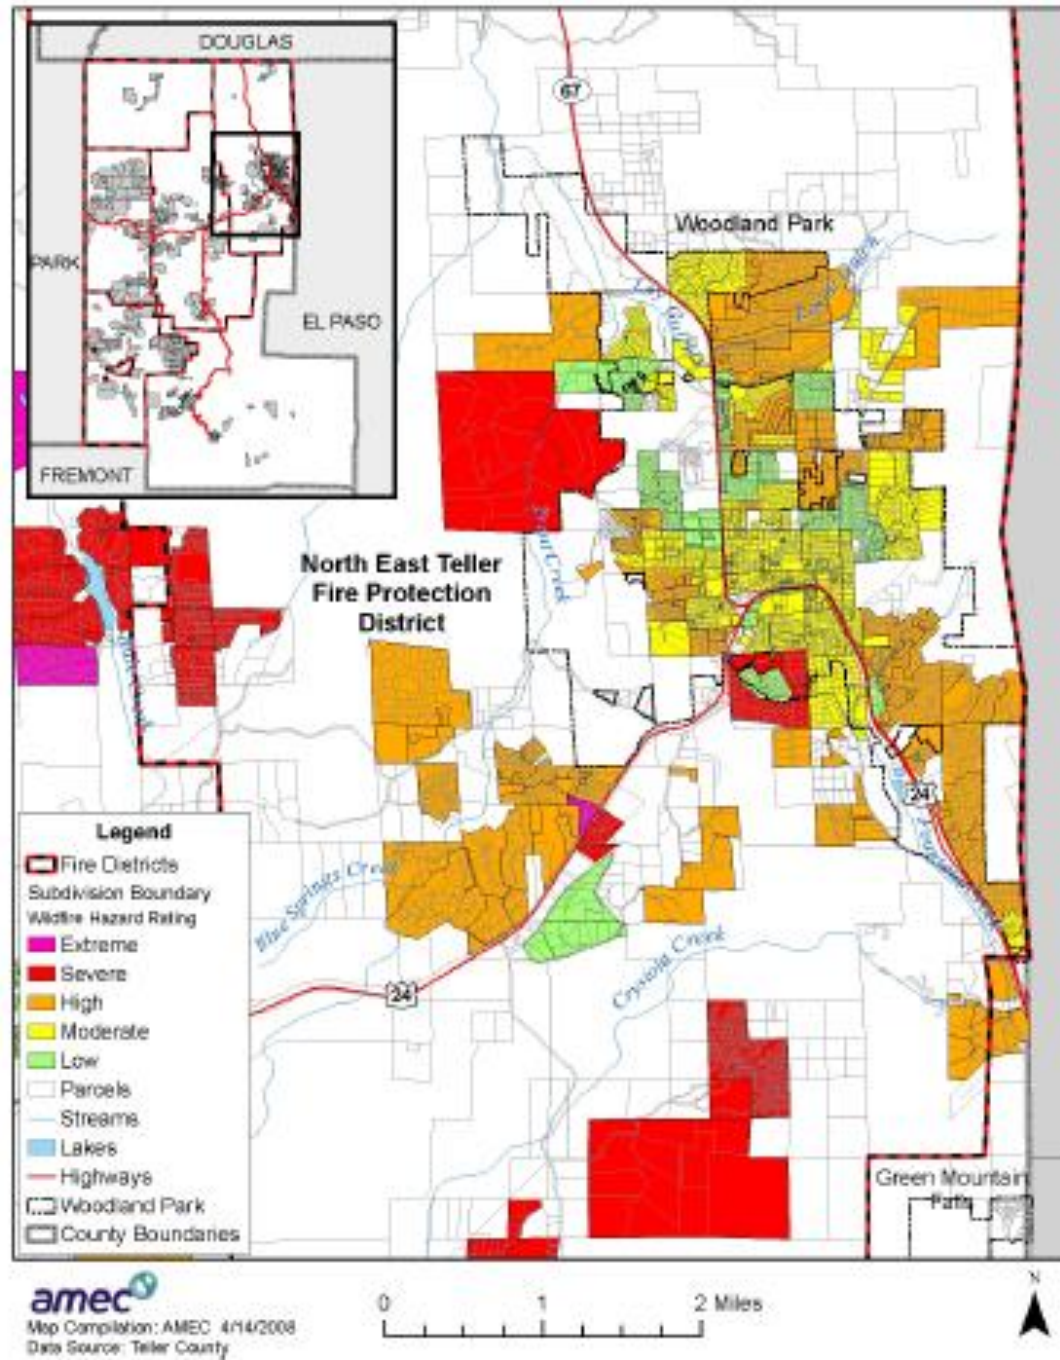 DOUGLAS
PARK
EL PASO
FREMONT
67
Woodland Park
North East Teller
Fire Protection
District
24
Blue Springs Creek
24
Crystola Creek
Green Mountain
Falls
Legend
Fire Districts
Subdivision Boundary
Wildfire Hazard Rating
Extreme
Severe
High
Moderate
Low
Parcels
Streams
Lakes
Highways
Woodland Park
County Boundaries
amec
Map Compilation: AMEC 4/14/2008
Data Source: Teller County
0 1 2 Miles
N